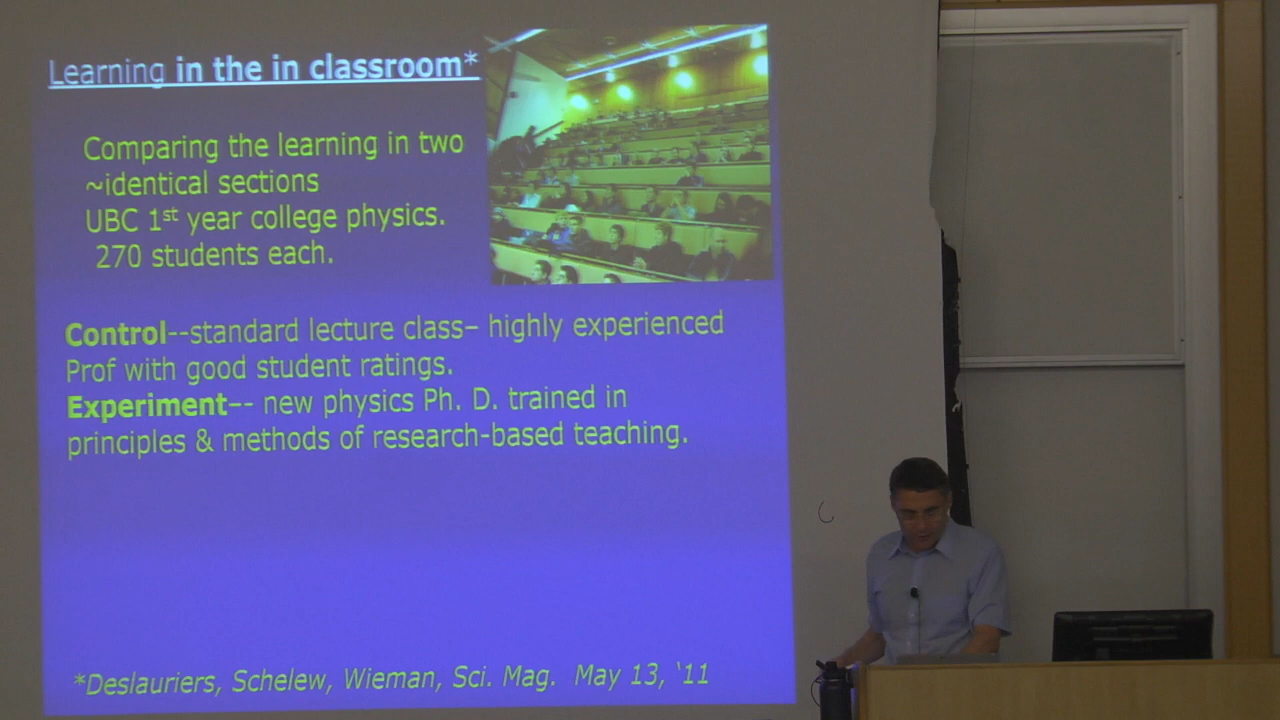 Learning in the in classroom*
Comparing the learning in two
~identical sections
UBC 1st year college physics.
270 students each.
Control--standard lecture class– highly experienced
Prof with good student ratings.
Experiment–- new physics Ph. D. trained in
principles & methods of research-based teaching.
*Deslauriers, Schelew, Wieman, Sci. Mag. May 13, ‘11